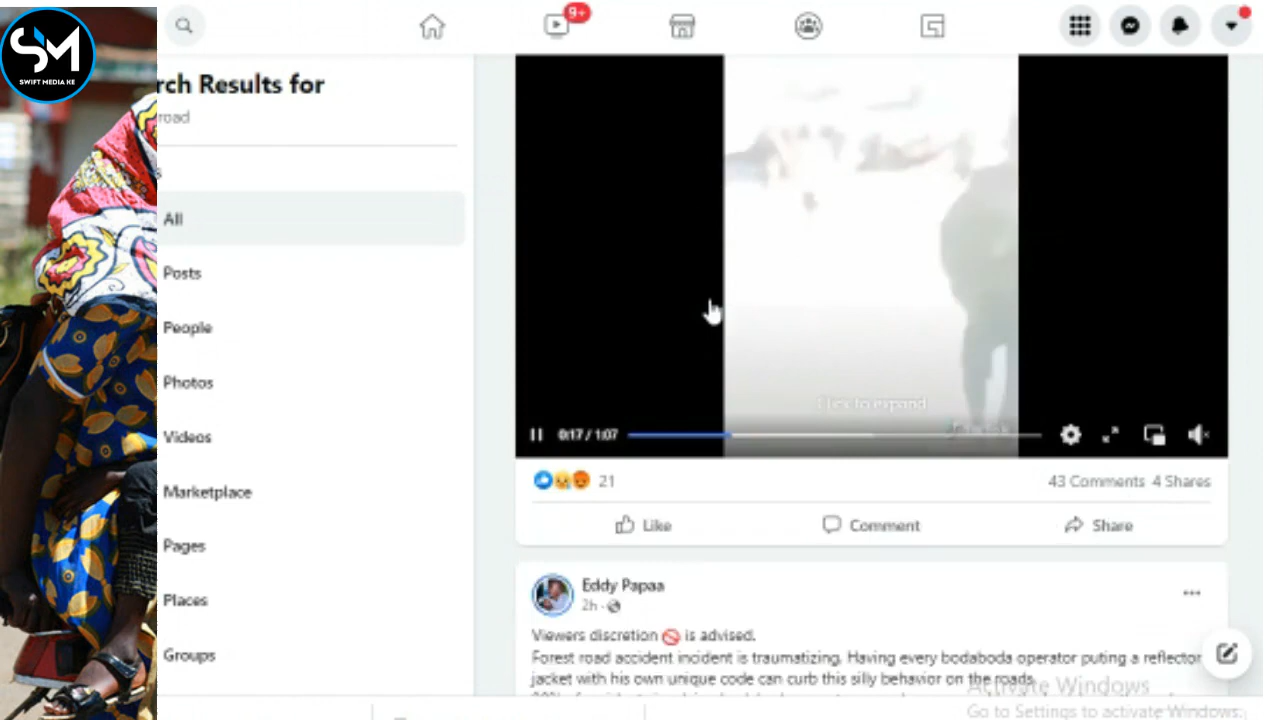 SM
SWIFT MEDIA KE
9+
rch Results for
road
All
Posts
People
Photos
Videos
Marketplace
Pages
Places
Groups
Click to expand
0:17 / 1:07
21
43 Comments 4 Shares
Like
Comment
Share
Eddy Papaa
2h ·
Viewers discretion 🚫 is advised.
Forest road accident incident is traumatizing. Having every bodaboda operator puting a reflector
jacket with his own unique code can curb this silly behavior on the roads
Activate Windows
Go to Settings to activate Windows.